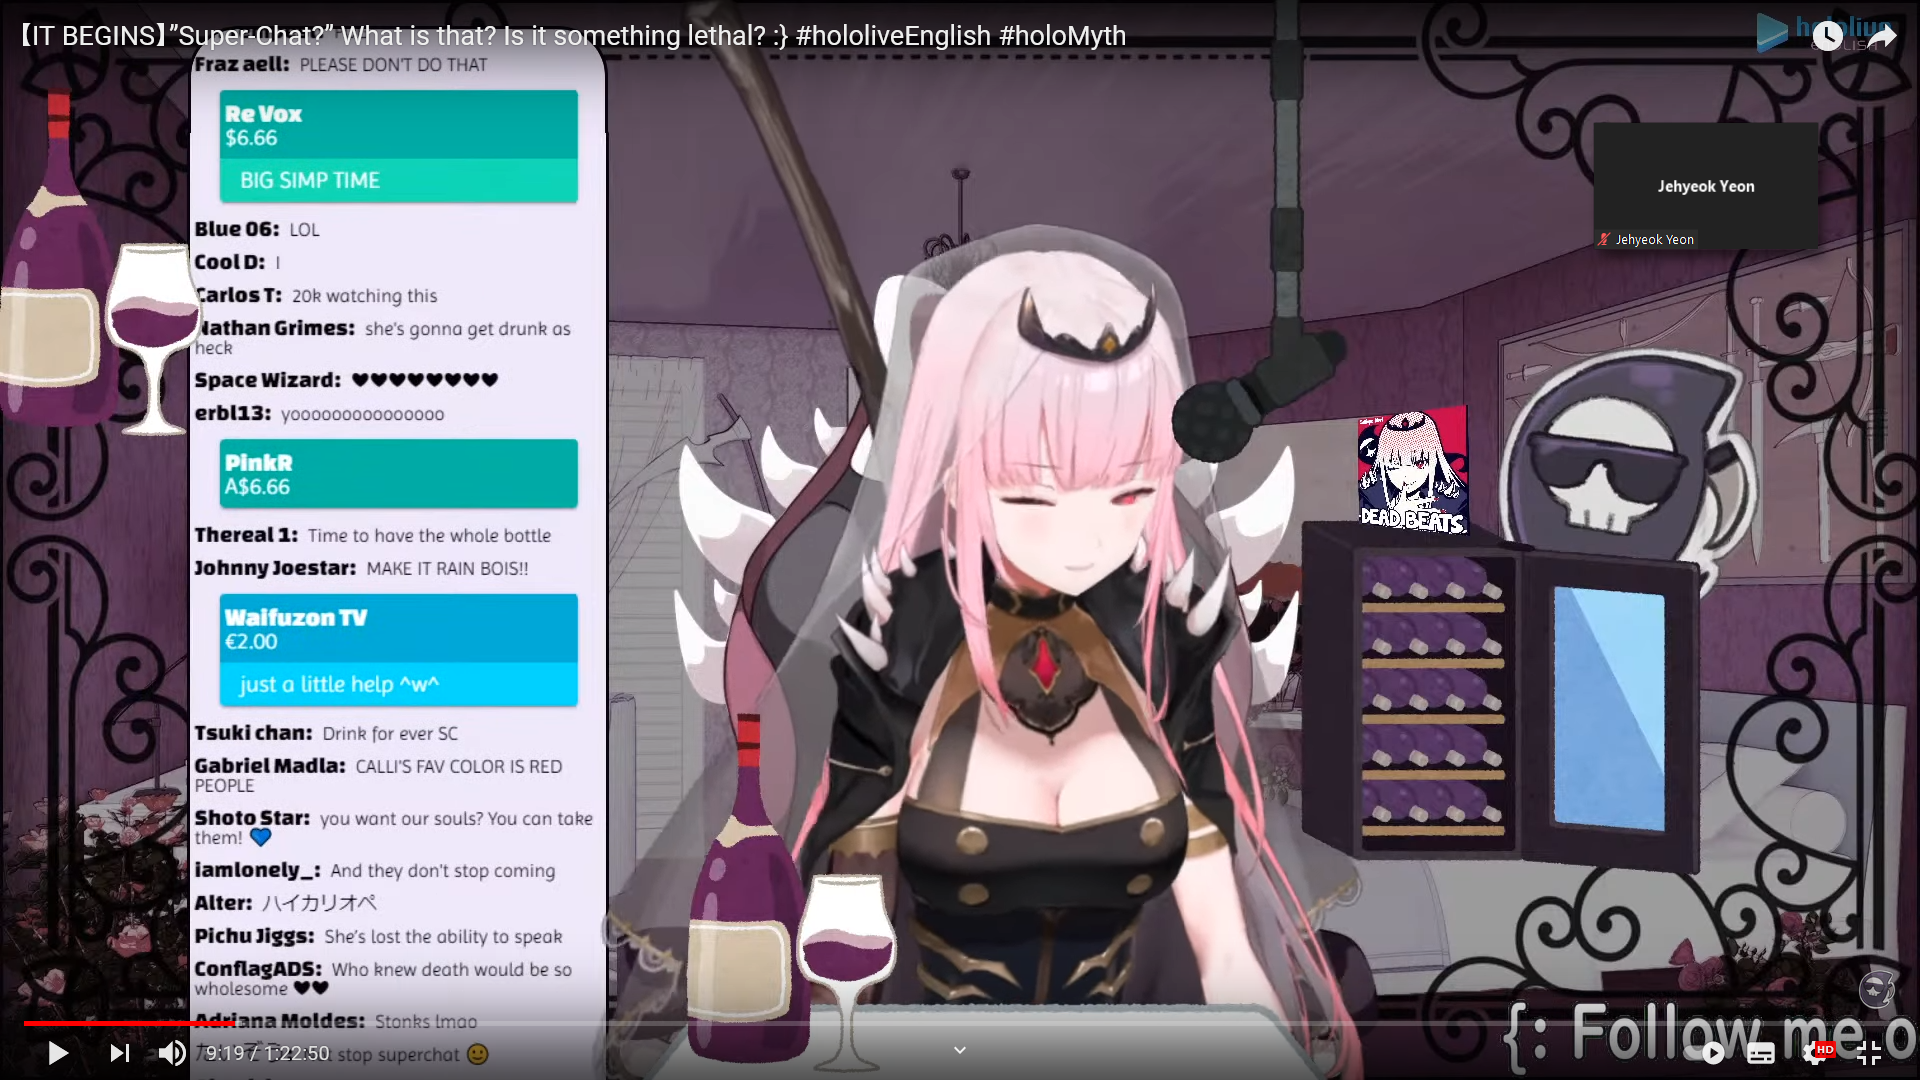 【IT BEGINS】”Super-Chat?” What is that? Is it something lethal? :} #hololiveEnglish #holoMyth
hololive
ENGLISH
Fraz aell: PLEASE DON'T DO THAT
Re Vox
$6.66
BIG SIMP TIME
Blue 06: LOL
Cool D: I
Carlos T: 20k watching this
Nathan Grimes: she's gonna get drunk as
heck
Space Wizard: ♥♥♥♥♥♥♥♥
erbl13: yooooooooooooooo
PinkR
A$6.66
Thereal 1: Time to have the whole bottle
Johnny Joestar: MAKE IT RAIN BOIS!!
Waifuzon TV
€2.00
just a little help ^w^
Tsuki chan: Drink for ever SC
Gabriel Madla: CALLI'S FAV COLOR IS RED
PEOPLE
Shoto Star: you want our souls? You can take
them! 💙
iamlonely_: And they don't stop coming
Alter: ハイカリオペ
Pichu Jiggs: She's lost the ability to speak
ConflagADS: Who knew death would be so
wholesome ♥♥
Adriana Moldes: Stonks lmao
stop superchat 🙂
9:19 / 1:22:50
Jehyeok Yeon
Jehyeok Yeon
DEAD BEATS
{: Follow me o
HD